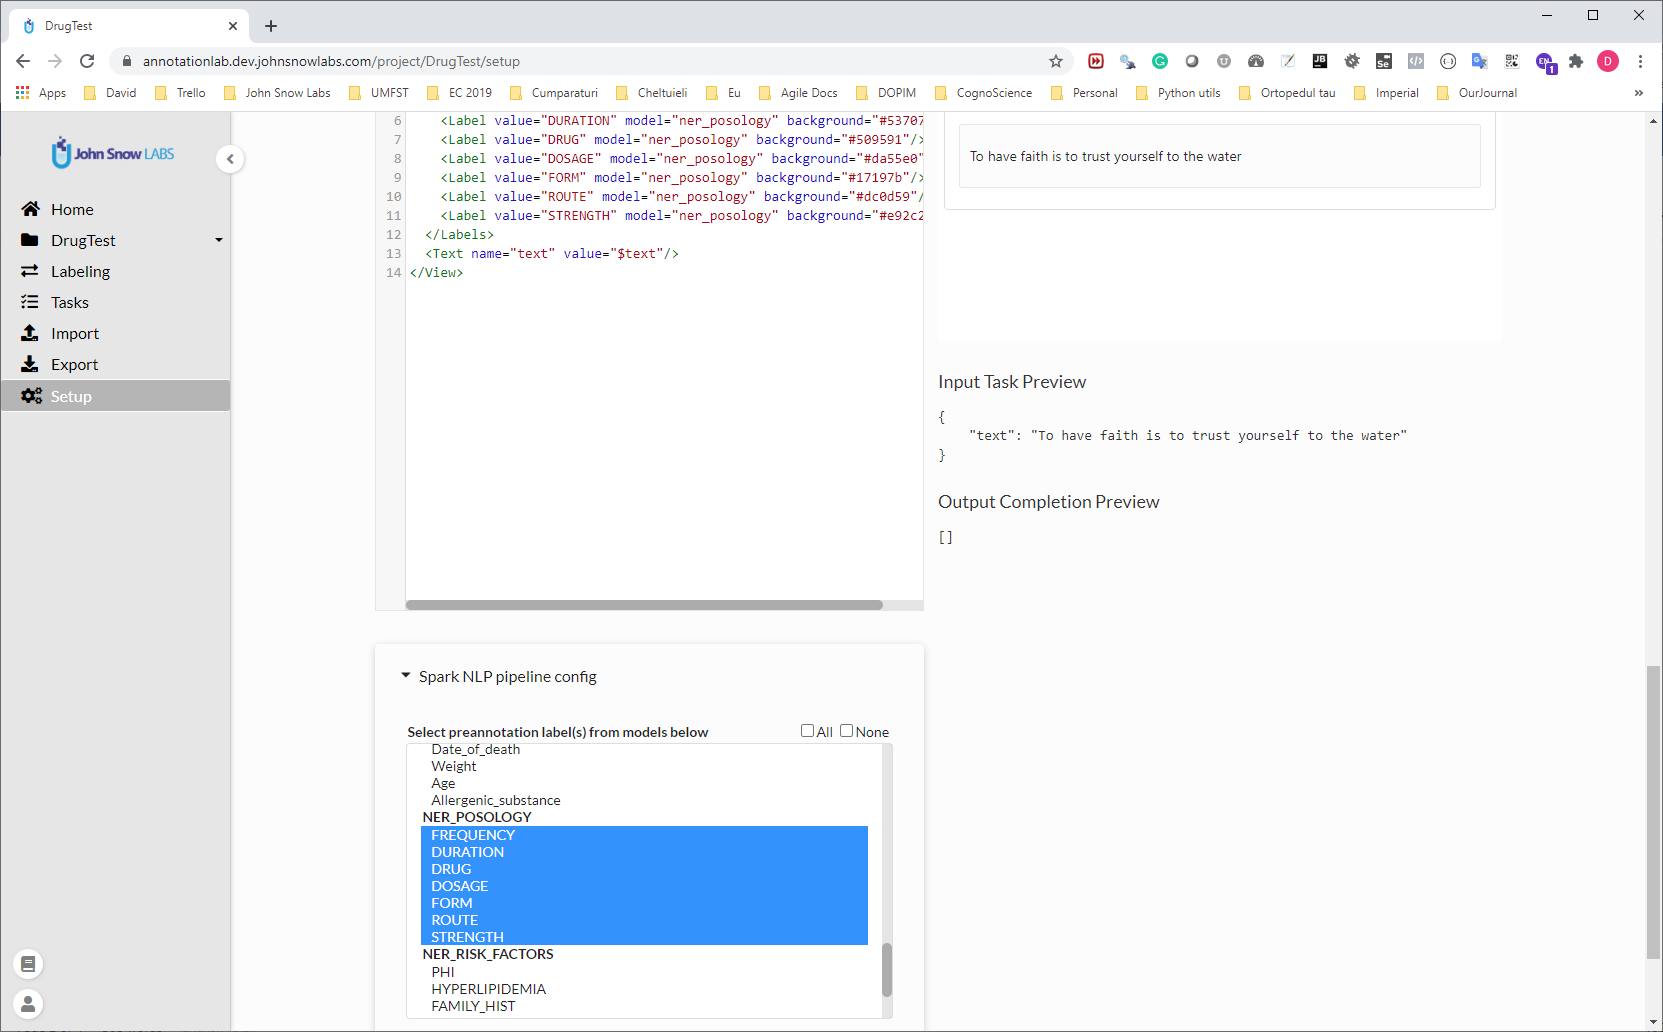 DrugTest
annotationlab.dev.johnsnowlabs.com/project/DrugTest/setup
JB
Se
EN
1
D
Apps
David
Trello
John Snow Labs
UMFST
EC 2019
Cumparaturi
Cheltuieli
Eu
Agile Docs
DOPIM
CognoScience
Personal
Python utils
Ortopedul tau
Imperial
OurJournal
John Snow LABS
Home
DrugTest
Labeling
Tasks
Import
Export
Setup
6 <Label value="DURATION" model="ner_posology" background="#53707
7 <Label value="DRUG" model="ner_posology" background="#509591"/>
8 <Label value="DOSAGE" model="ner_posology" background="#da55e0"
9 <Label value="FORM" model="ner_posology" background="#17197b"/>
10 <Label value="ROUTE" model="ner_posology" background="#dc0d59"/
11 <Label value="STRENGTH" model="ner_posology" background="#e92c2
12 </Labels>
13 <Text name="text" value="$text"/>
14 </View>
To have faith is to trust yourself to the water
Input Task Preview
{
"text": "To have faith is to trust yourself to the water"
}
Output Completion Preview
[]
Spark NLP pipeline config
Select preannotation label(s) from models below
All
None
Date_of_death
Weight
Age
Allergenic_substance
NER_POSOLOGY
FREQUENCY
DURATION
DRUG
DOSAGE
FORM
ROUTE
STRENGTH
NER_RISK_FACTORS
PHI
HYPERLIPIDEMIA
FAMILY_HIST